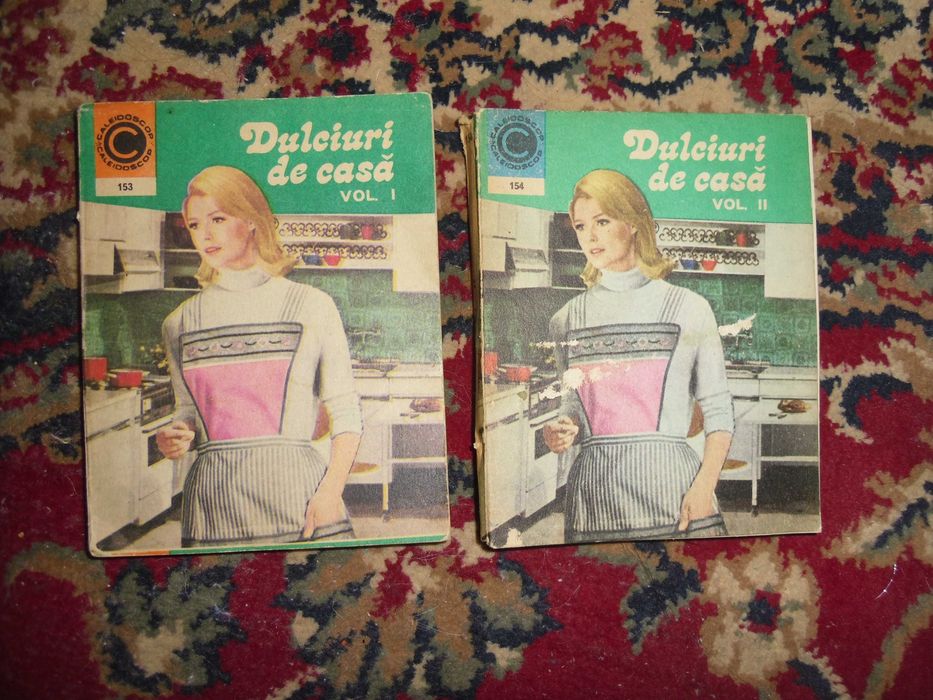 CALEIDOSCOP · CALEIDOSCOP ·
C
153
Dulciuri
de casă
VOL. I
CALEIDOSCOP · CALEIDOSCOP ·
C
154
Dulciuri
de casă
VOL. II